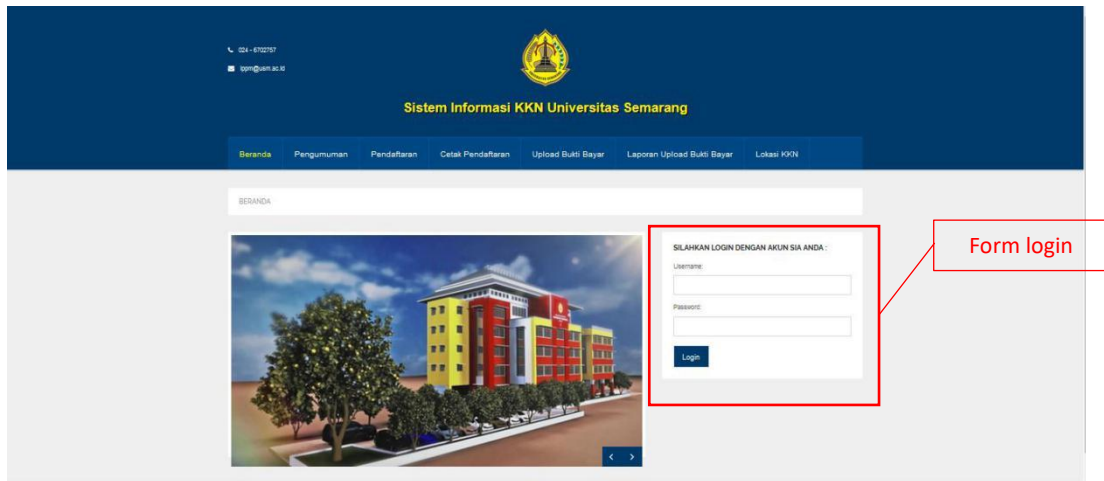 024 - 6702757
lppm@usm.ac.id
Sistem Informasi KKN Universitas Semarang
Beranda Pengumuman Pendaftaran Cetak Pendaftaran Upload Bukti Bayar Laporan Upload Bukti Bayar Lokasi KKN
BERANDA
SILAHKAN LOGIN DENGAN AKUN SIA ANDA :
Username:
Password:
Login
Form login